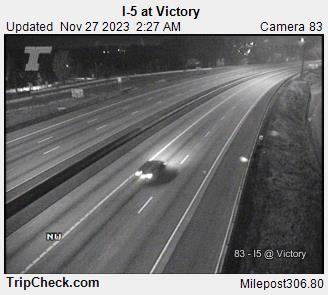 I-5 at Victory
Updated Nov 27 2023 2:27 AM Camera 83
T
NW
83 - I5 @ Victory
TripCheck.com Milepost306.80